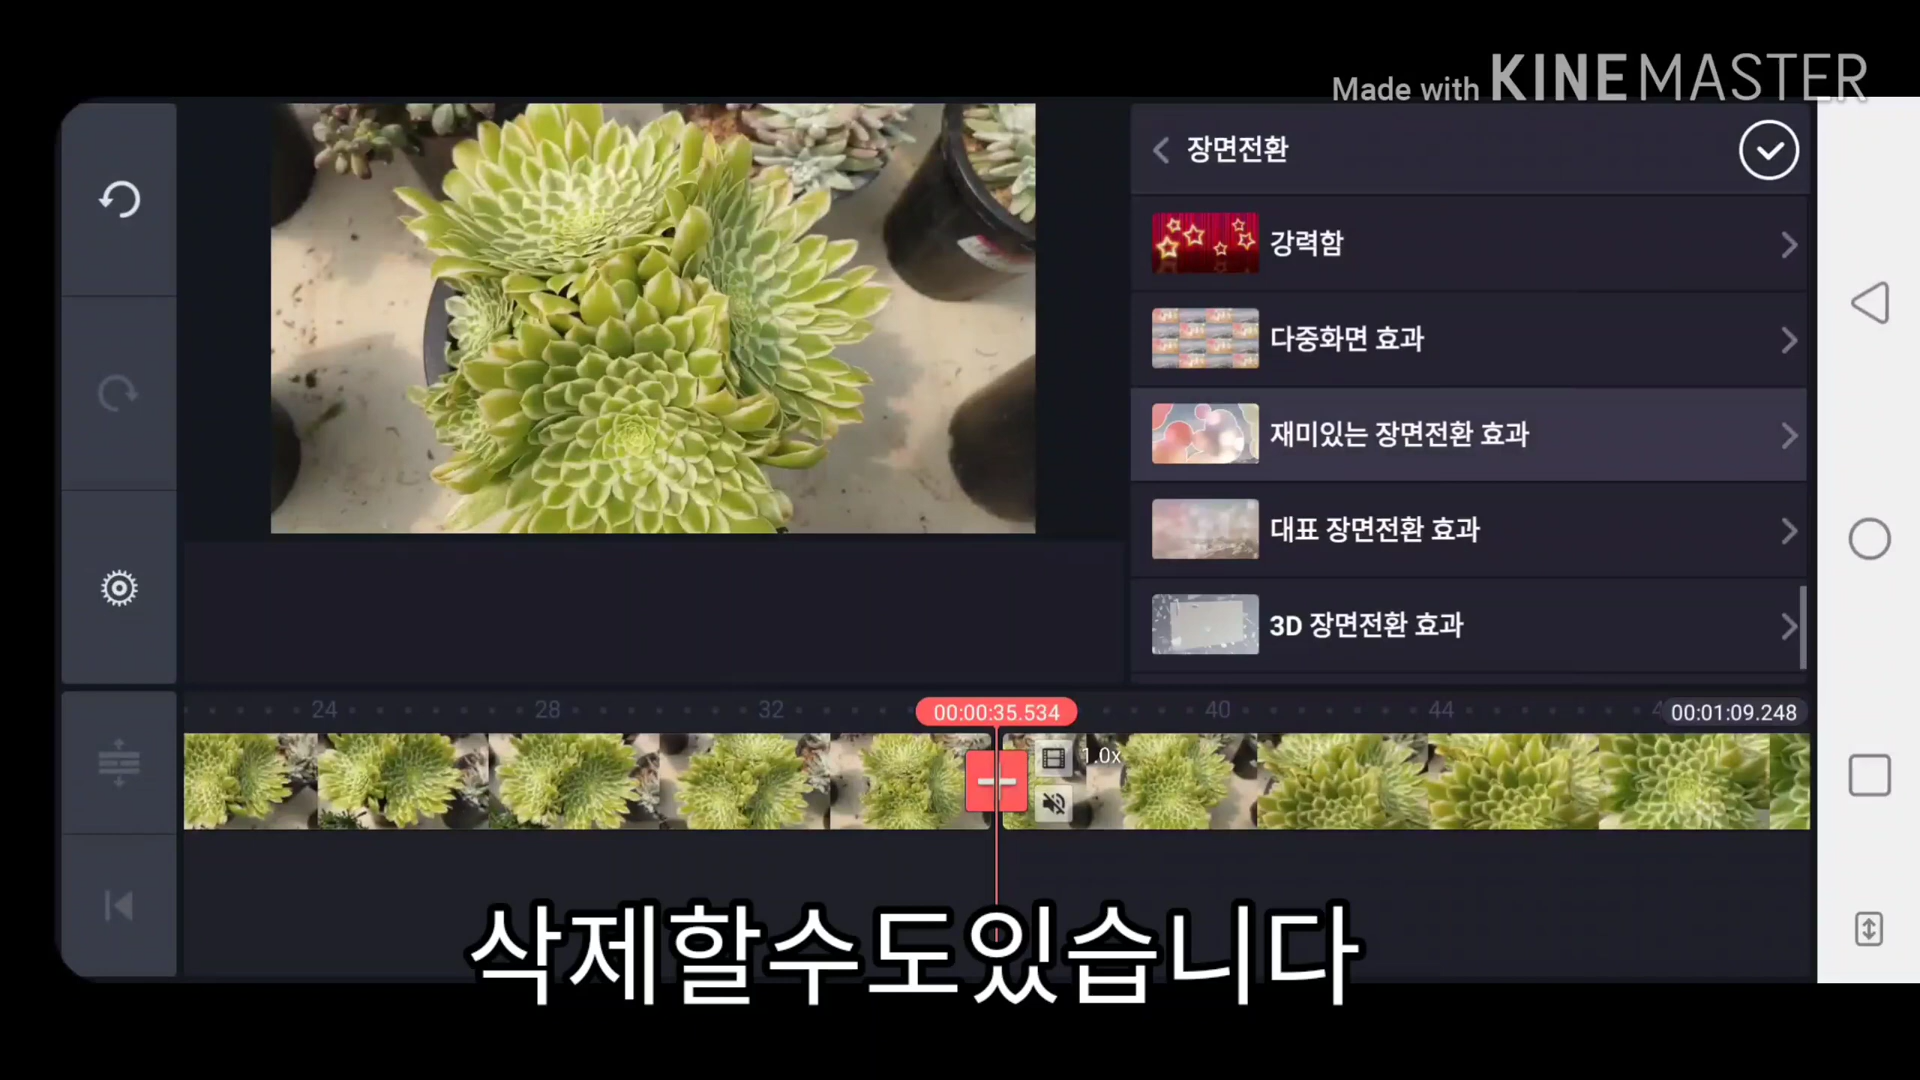 Made with KINEMASTER
장면전환
강력함
다중화면 효과
재미있는 장면전환 효과
대표 장면전환 효과
3D 장면전환 효과
24 28 32 00:00:35.534 40 44 4 00:01:09.248
1.0x
삭제할수도있습니다